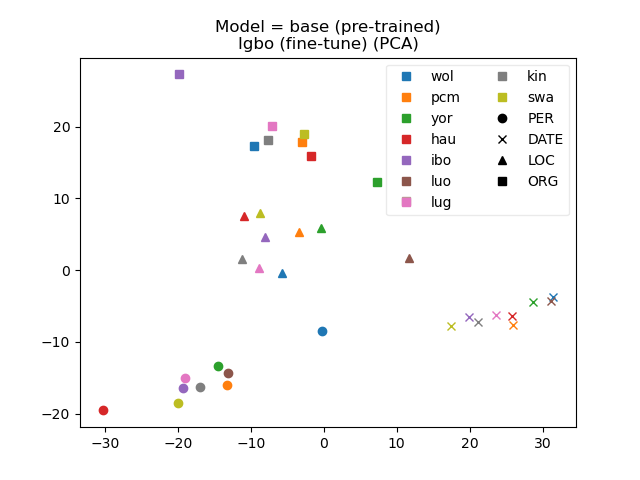 Model = base (pre-trained)
Igbo (fine-tune) (PCA)
wol
pcm
yor
hau
ibo
luo
lug
kin
swa
PER
DATE
LOC
ORG
20
10
0
−10
−20
−30
−20
−10
0
10
20
30